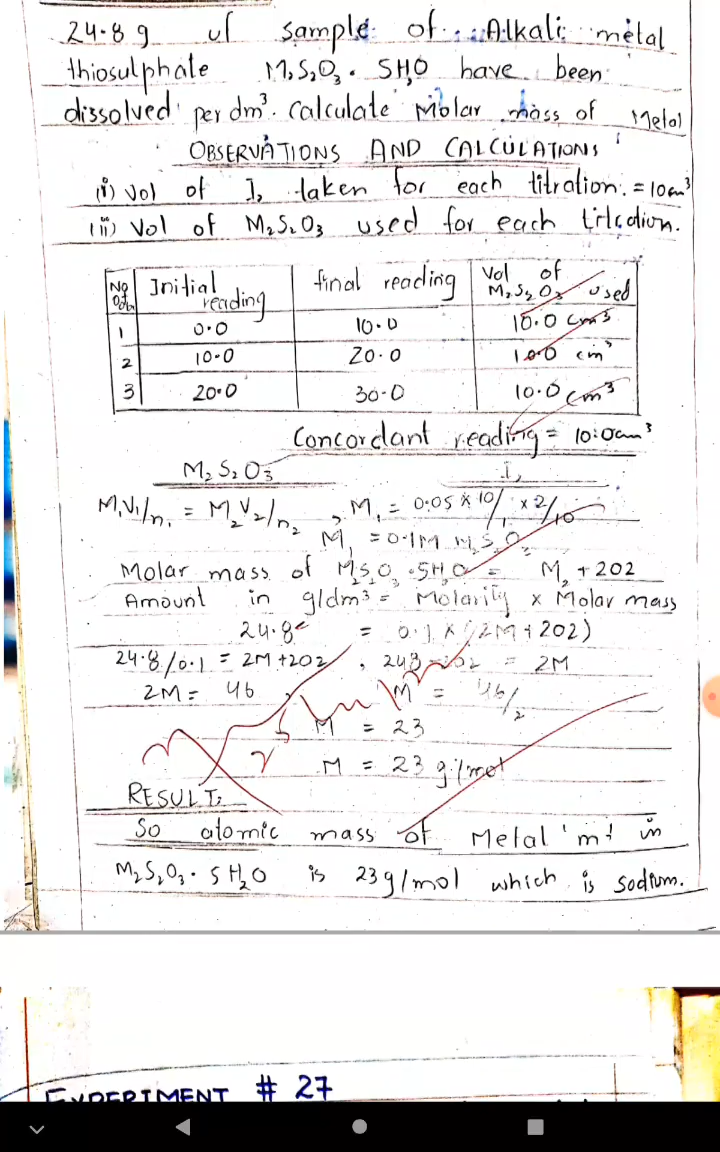 24.8 g of sample of Alkali metal
thiosulphate M₂S₂O₃. 5H₂O have been
dissolved per dm³. Calculate Molar mass of Metal
OBSERVATIONS AND CALCULATIONS
(i) Vol of I₂ taken for each titration. = 10cm³
(ii) Vol of M₂S₂O₃ used for each titration.
Initial reading final reading Vol of M₂S₂O₃ used
1 0.0 10.0 10.0 cm³
2 10.0 20.0 10.0 cm³
3 20.0 30.0 10.0 cm³
Concordant reading = 10.0cm³
M₂S₂O₃ I₂
M₁V₁/n₁ = M₂V₂/n₂ , M₁ = 0.05 × 10/1 × 2/10
M₁ = 0.1M M₂S₂O₃
Molar mass of M₂S₂O₃.5H₂O = M₂ + 202
Amount in g/dm³ = Molarity × Molar mass
24.8 = 0.1 × (2M + 202)
24.8/0.1 = 2M+202 , 248-202 = 2M
2M = 46 , M = 46/2
M = 23
M = 23 g/mol
RESULT:
So atomic mass of Metal 'm' in
M₂S₂O₃. 5H₂O is 23g/mol which is sodium.
EXPERIMENT # 27